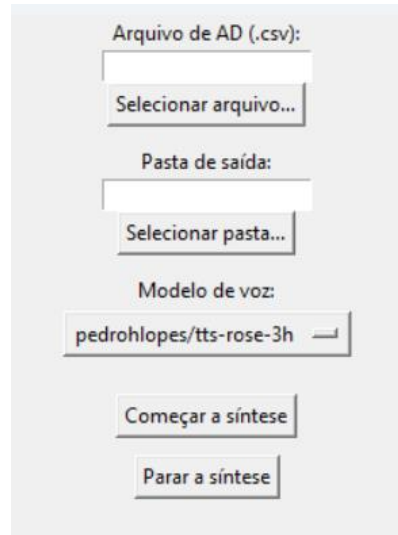 Arquivo de AD (.csv):
Selecionar arquivo...
Pasta de saída:
Selecionar pasta...
Modelo de voz:
pedrohlopes/tts-rose-3h
Começar a síntese
Parar a síntese